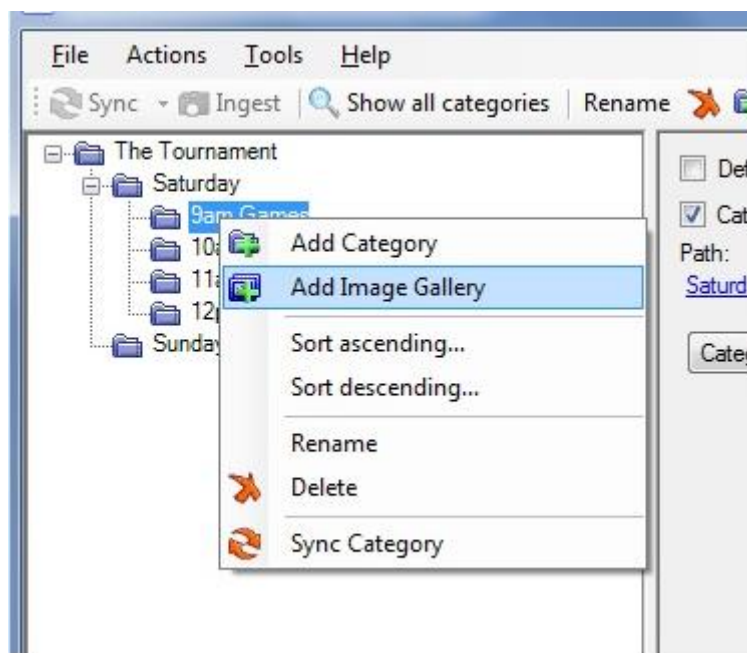 File Actions Tools Help
Sync Ingest Show all categories Rename
The Tournament
Saturday
9am Games
Add Category
Add Image Gallery
Sunday
Sort ascending...
Sort descending...
Rename
Delete
Sync Category
Path: